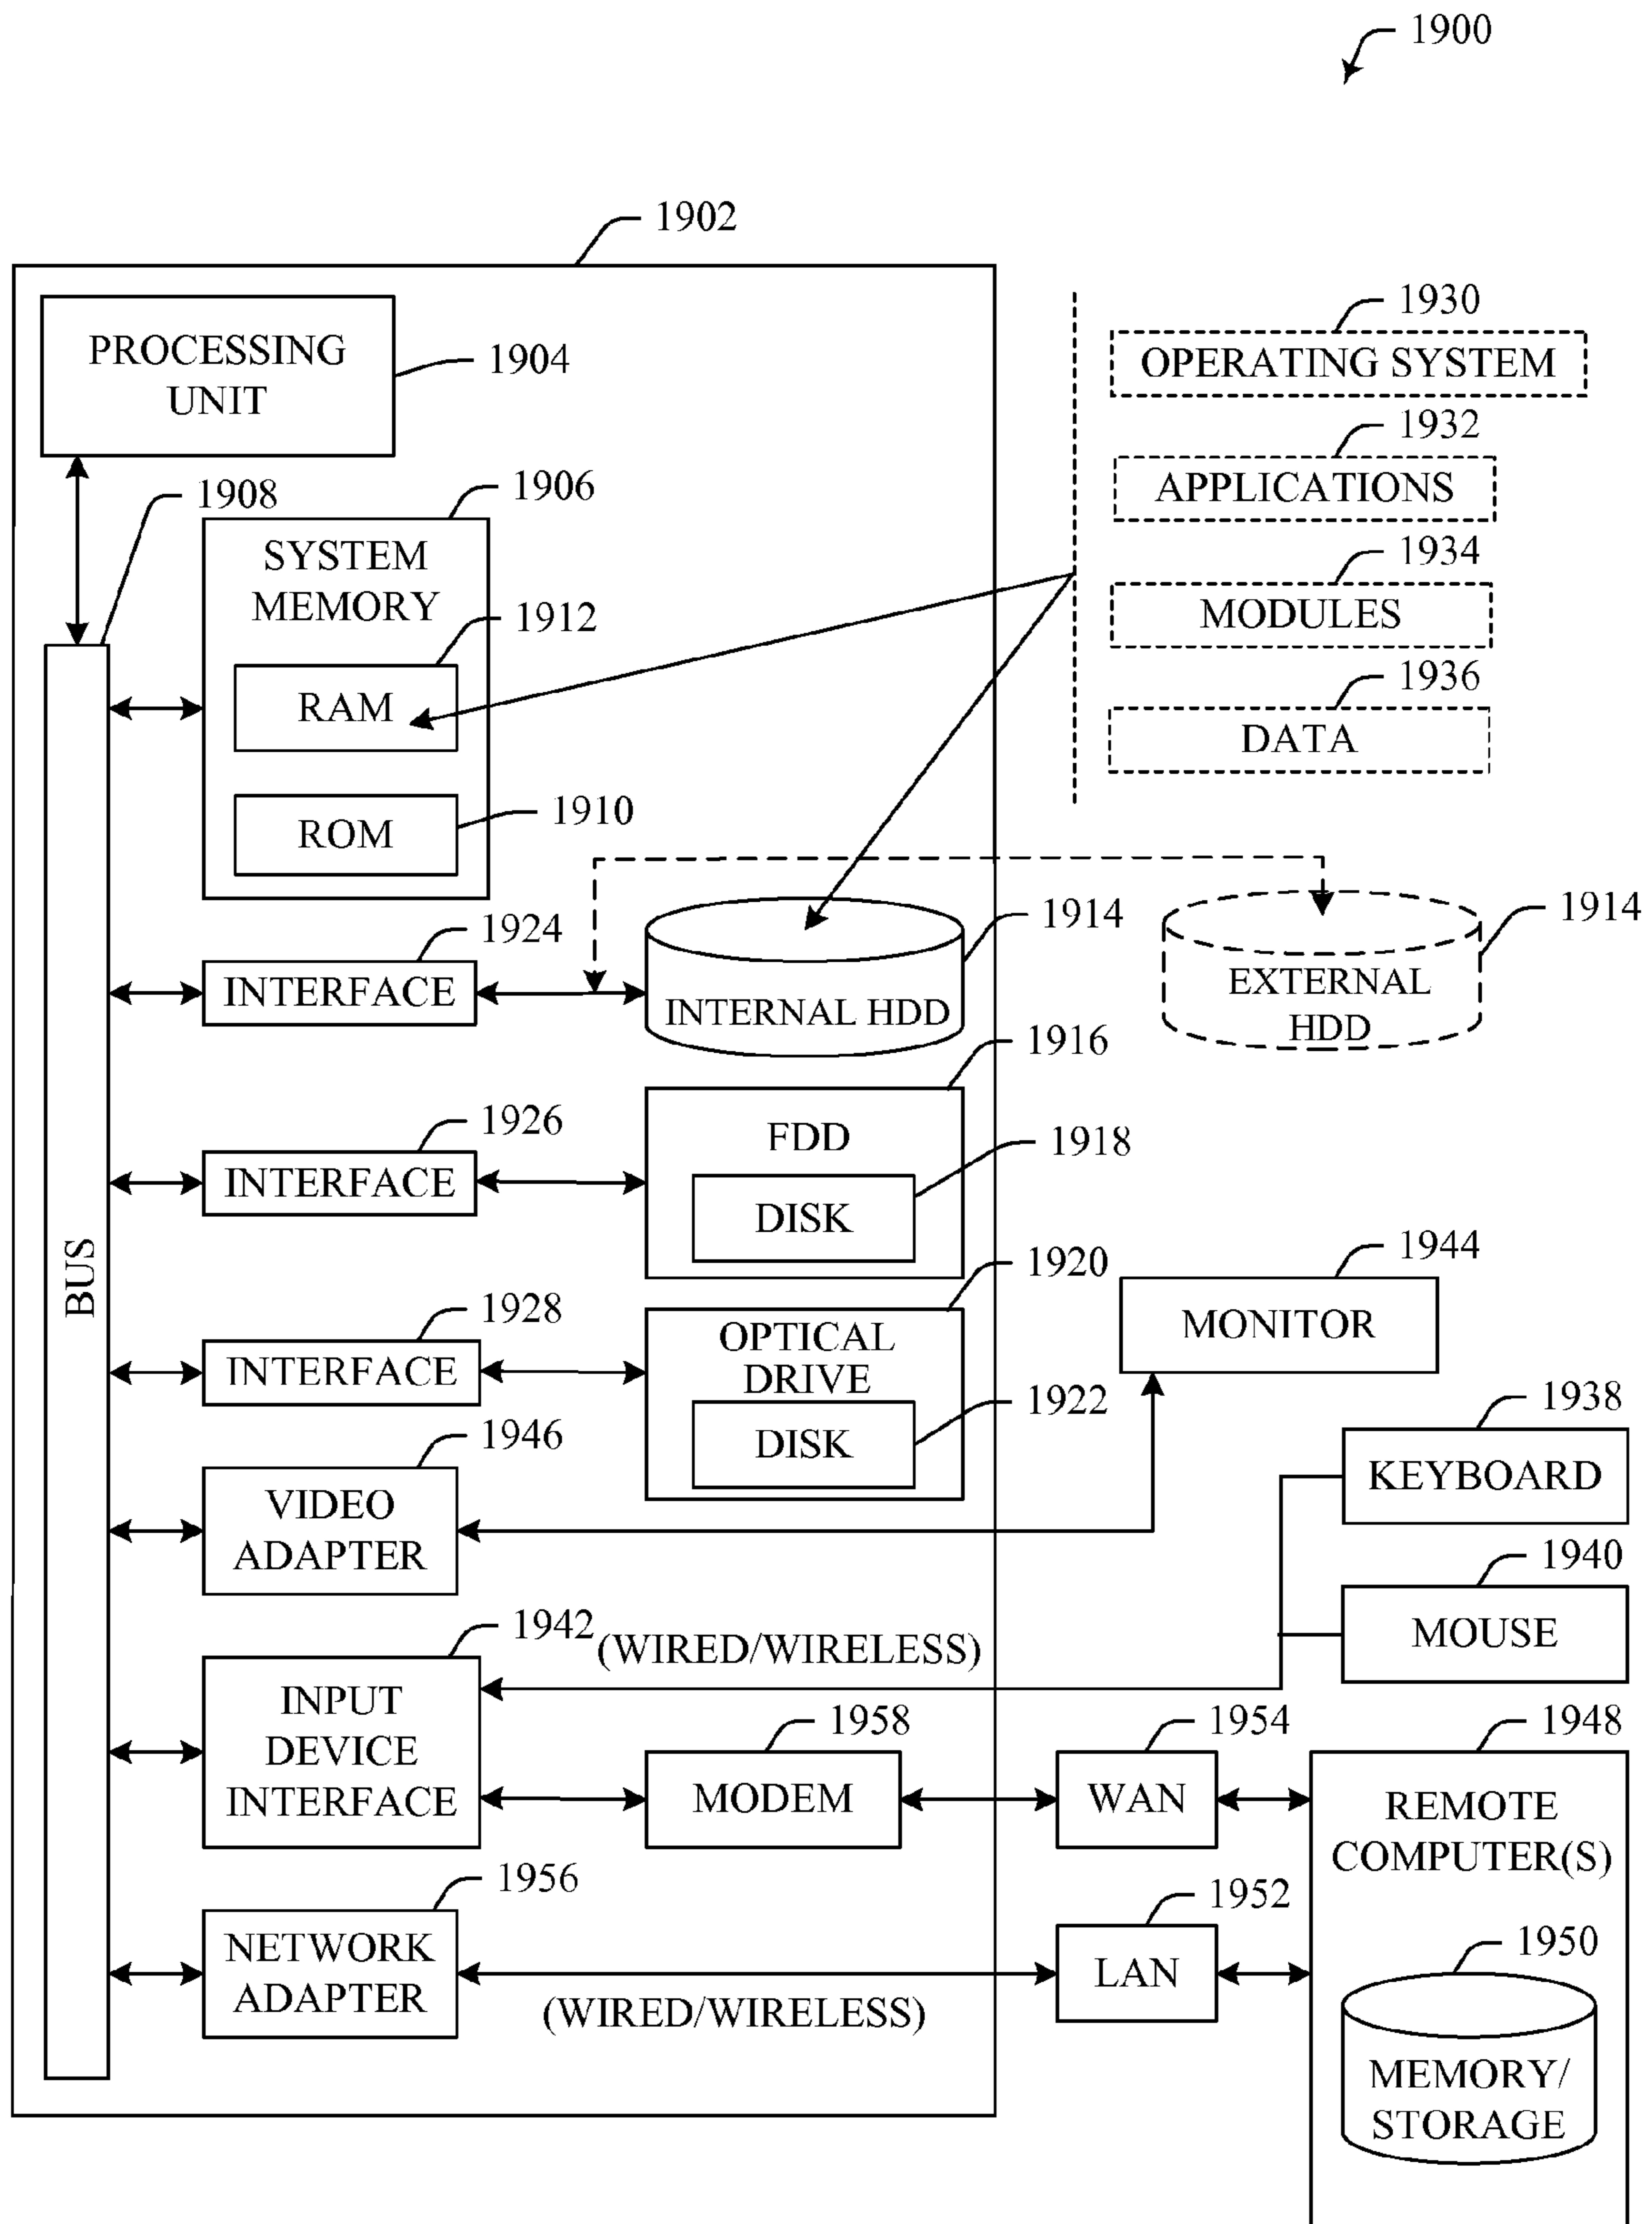 1900
1902
PROCESSING
UNIT
1904
1930
OPERATING SYSTEM
1932
APPLICATIONS
1934
MODULES
1936
DATA
1908
1906
SYSTEM
MEMORY
1912
RAM
1910
ROM
BUS
1924
INTERFACE
1914
INTERNAL HDD
1914
EXTERNAL
HDD
1926
INTERFACE
1916
FDD
1918
DISK
1928
INTERFACE
1920
OPTICAL
DRIVE
1922
DISK
1944
MONITOR
1946
VIDEO
ADAPTER
1938
KEYBOARD
1940
MOUSE
1942
(WIRED/WIRELESS)
INPUT
DEVICE
INTERFACE
1958
MODEM
1954
WAN
1948
REMOTE
COMPUTER(S)
1956
NETWORK
ADAPTER
(WIRED/WIRELESS)
1952
LAN
1950
MEMORY/
STORAGE